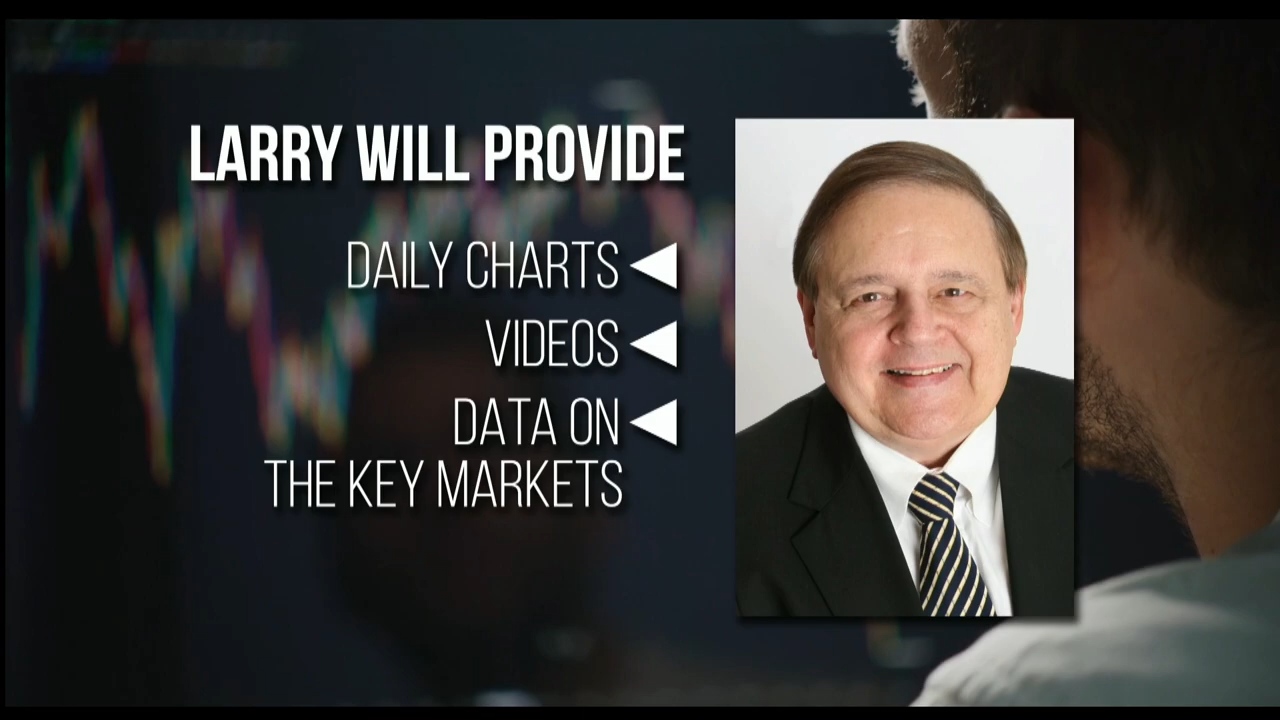 LARRY WILL PROVIDE
DAILY CHARTS
VIDEOS
DATA ON
THE KEY MARKETS